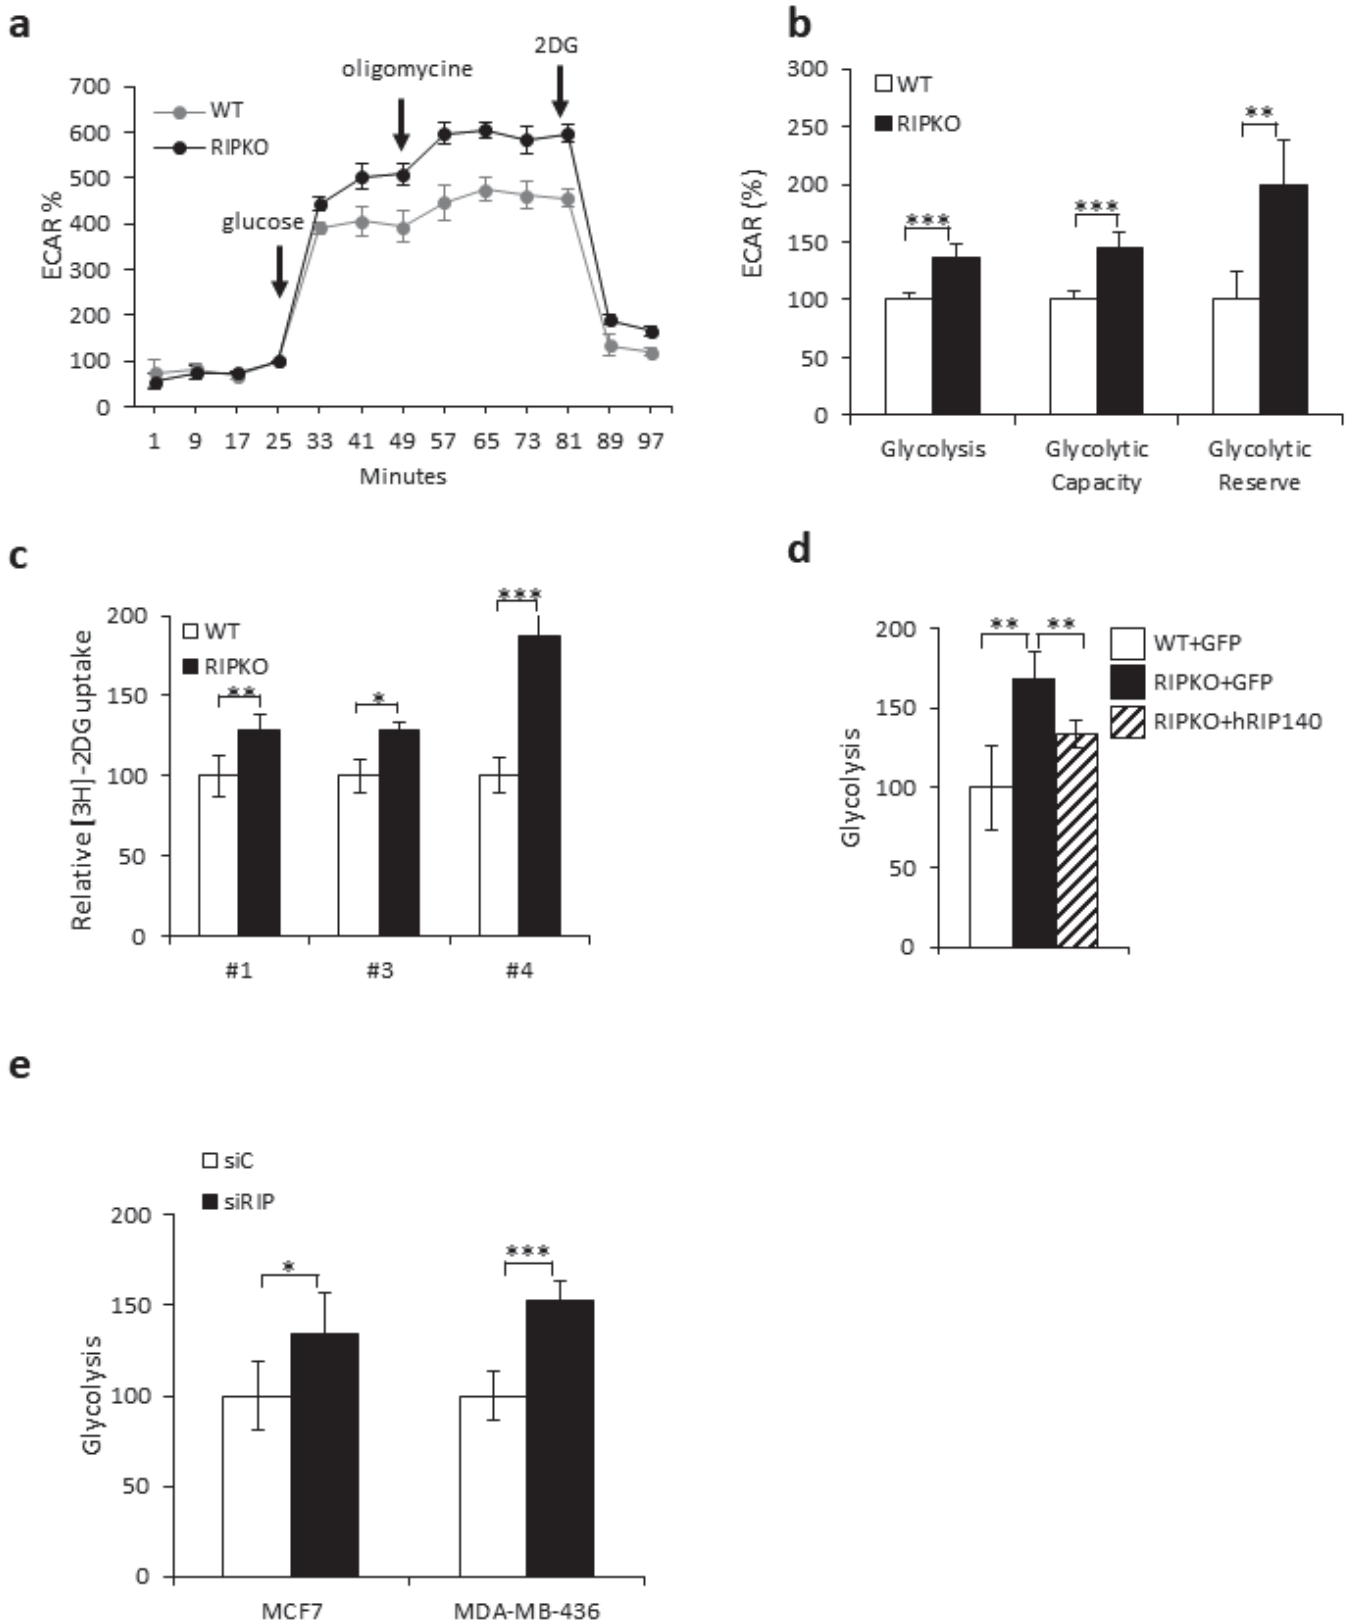 a
ECAR %
700
600
500
400
300
200
100
0
WT
RIPKO
glucose
oligomycine
2DG
1 9 17 25 33 41 49 57 65 73 81 89 97
Minutes
b
ECAR (%)
300
250
200
150
100
50
0
WT
RIPKO
***
***
**
Glycolysis
Glycolytic
Capacity
Glycolytic
Reserve
c
Relative [3H]-2DG uptake
200
150
100
50
0
WT
RIPKO
**
*
***
#1 #3 #4
d
Glycolysis
200
150
100
50
0
** **
WT+GFP
RIPKO+GFP
RIPKO+hRIP140
e
siC
siRIP
Glycolysis
200
150
100
50
0
*
***
MCF7 MDA-MB-436